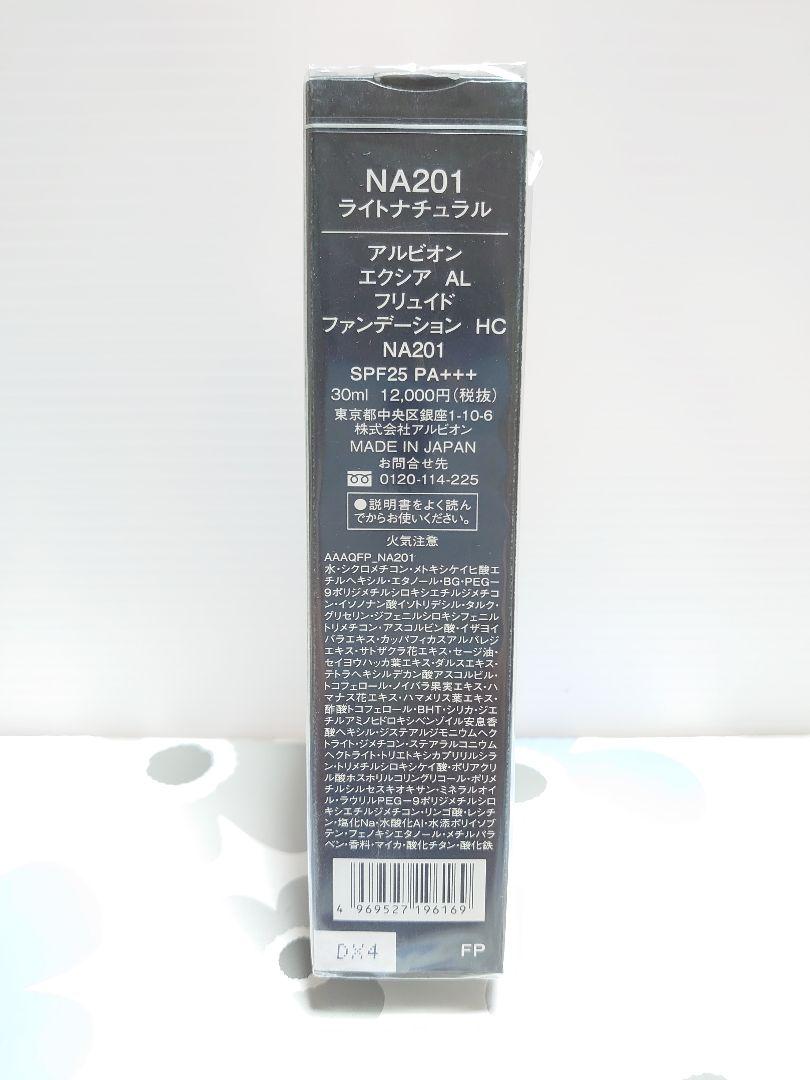 NA201
ライトナチュラル
アルビオン
エクシア AL
フリュイド
ファンデーション HC
NA201
SPF25 PA+++
30ml 12,000円(税抜)
東京都中央区銀座1-10-6
株式会社アルビオン
MADE IN JAPAN
お問合せ先
0120-114-225
●説明書をよく読ん
でからお使いください。
火気注意
AAAQFP_NA201
水・シクロメチコン・メトキシケイヒ酸エ
チルヘキシル・エタノール・BG・PEG-
9ポリジメチルシロキシエチルジメチコ
ン・イソノナン酸イソトリデシル・タルク・
グリセリン・ジフェニルシロキシフェニル
トリメチコン・アスコルビン酸・イザヨイ
バラエキス・カッパフィカスアルバレジ
エキス・サトザクラ花エキス・セージ油・
セイヨウハッカ葉エキス・ダルスエキス・
テトラヘキシルデカン酸アスコルビル・
トコフェロール・ノイバラ果実エキス・ハ
マナス花エキス・ハマメリス葉エキス・
酢酸トコフェロール・BHT・シリカ・ジエ
チルアミノヒドロキシベンゾイル安息香
酸ヘキシル・ジステアルジモニウムヘクト
ライト・ジメチコン・ステアラルコニウム
ヘクトライト・トリエトキシカプリリルシラ
ン・トリメチルシロキシケイ酸・ポリアクリ
ル酸ホスホリルコリングリコール・ポリメ
チルシルセスキオキサン・ミネラルオイ
ル・ラウリルPEG-9ポリジメチルシロ
キシエチルジメチコン・リンゴ酸・レシチ
ン・塩化Na・水酸化Al・水添ポリイソブ
テン・フェノキシエタノール・メチルパラ
ベン・香料・マイカ・酸化チタン・酸化鉄
4 969527 196169
DX4
FP